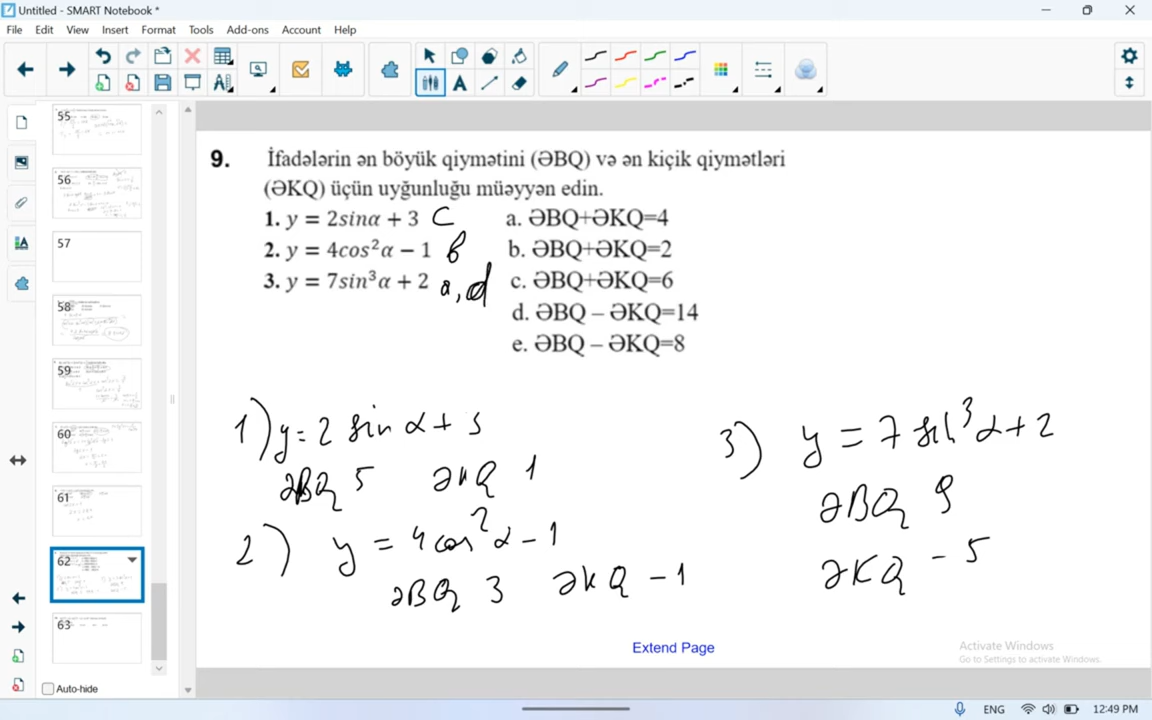 Untitled - SMART Notebook *
File Edit View Insert Format Tools Add-ons Account Help
55
56
57
58
59
60
61
62
63
Auto-hide
9. İfadələrin ən böyük qiymətini (ƏBQ) və ən kiçik qiymətləri
(ƏKQ) üçün uyğunluğu müəyyən edin.
1. y = 2sinα + 3 c a. ƏBQ+ƏKQ=4
2. y = 4cos²α − 1 b b. ƏBQ+ƏKQ=2
3. y = 7sin³α + 2 a,d c. ƏBQ+ƏKQ=6
d. ƏBQ – ƏKQ=14
e. ƏBQ – ƏKQ=8
1) y = 2 sin α + 3
ƏBQ 5 ƏKQ 1
2) y = 4cos²α − 1
ƏBQ 3 ƏKQ −1
3) y = 7 sin³α + 2
ƏBQ 9
ƏKQ − 5
Extend Page
Activate Windows
Go to Settings to activate Windows.
ENG 12:49 PM